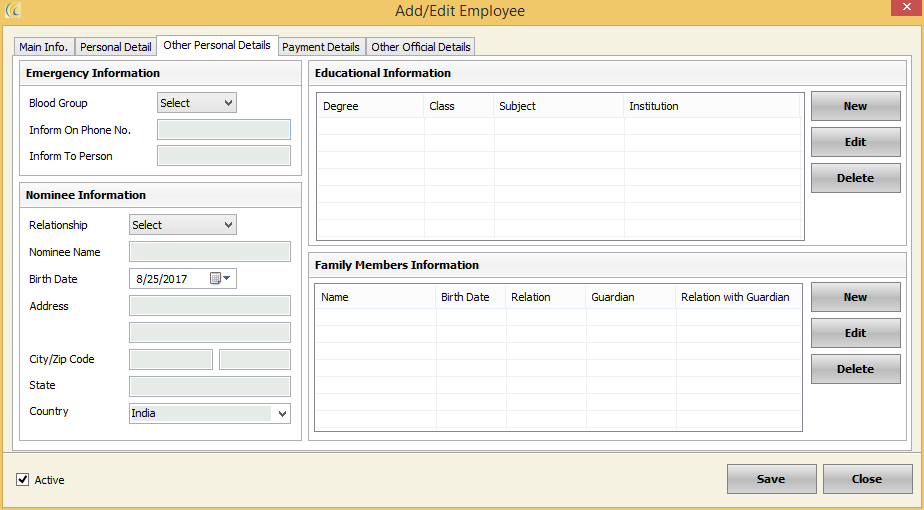 Add/Edit Employee
Main Info. Personal Detail Other Personal Details Payment Details Other Official Details
Emergency Information
Blood Group Select
Inform On Phone No.
Inform To Person
Nominee Information
Relationship Select
Nominee Name
Birth Date 8/25/2017
Address
City/Zip Code
State
Country India
Educational Information
Degree Class Subject Institution
New
Edit
Delete
Family Members Information
Name Birth Date Relation Guardian Relation with Guardian
New
Edit
Delete
Active
Save Close